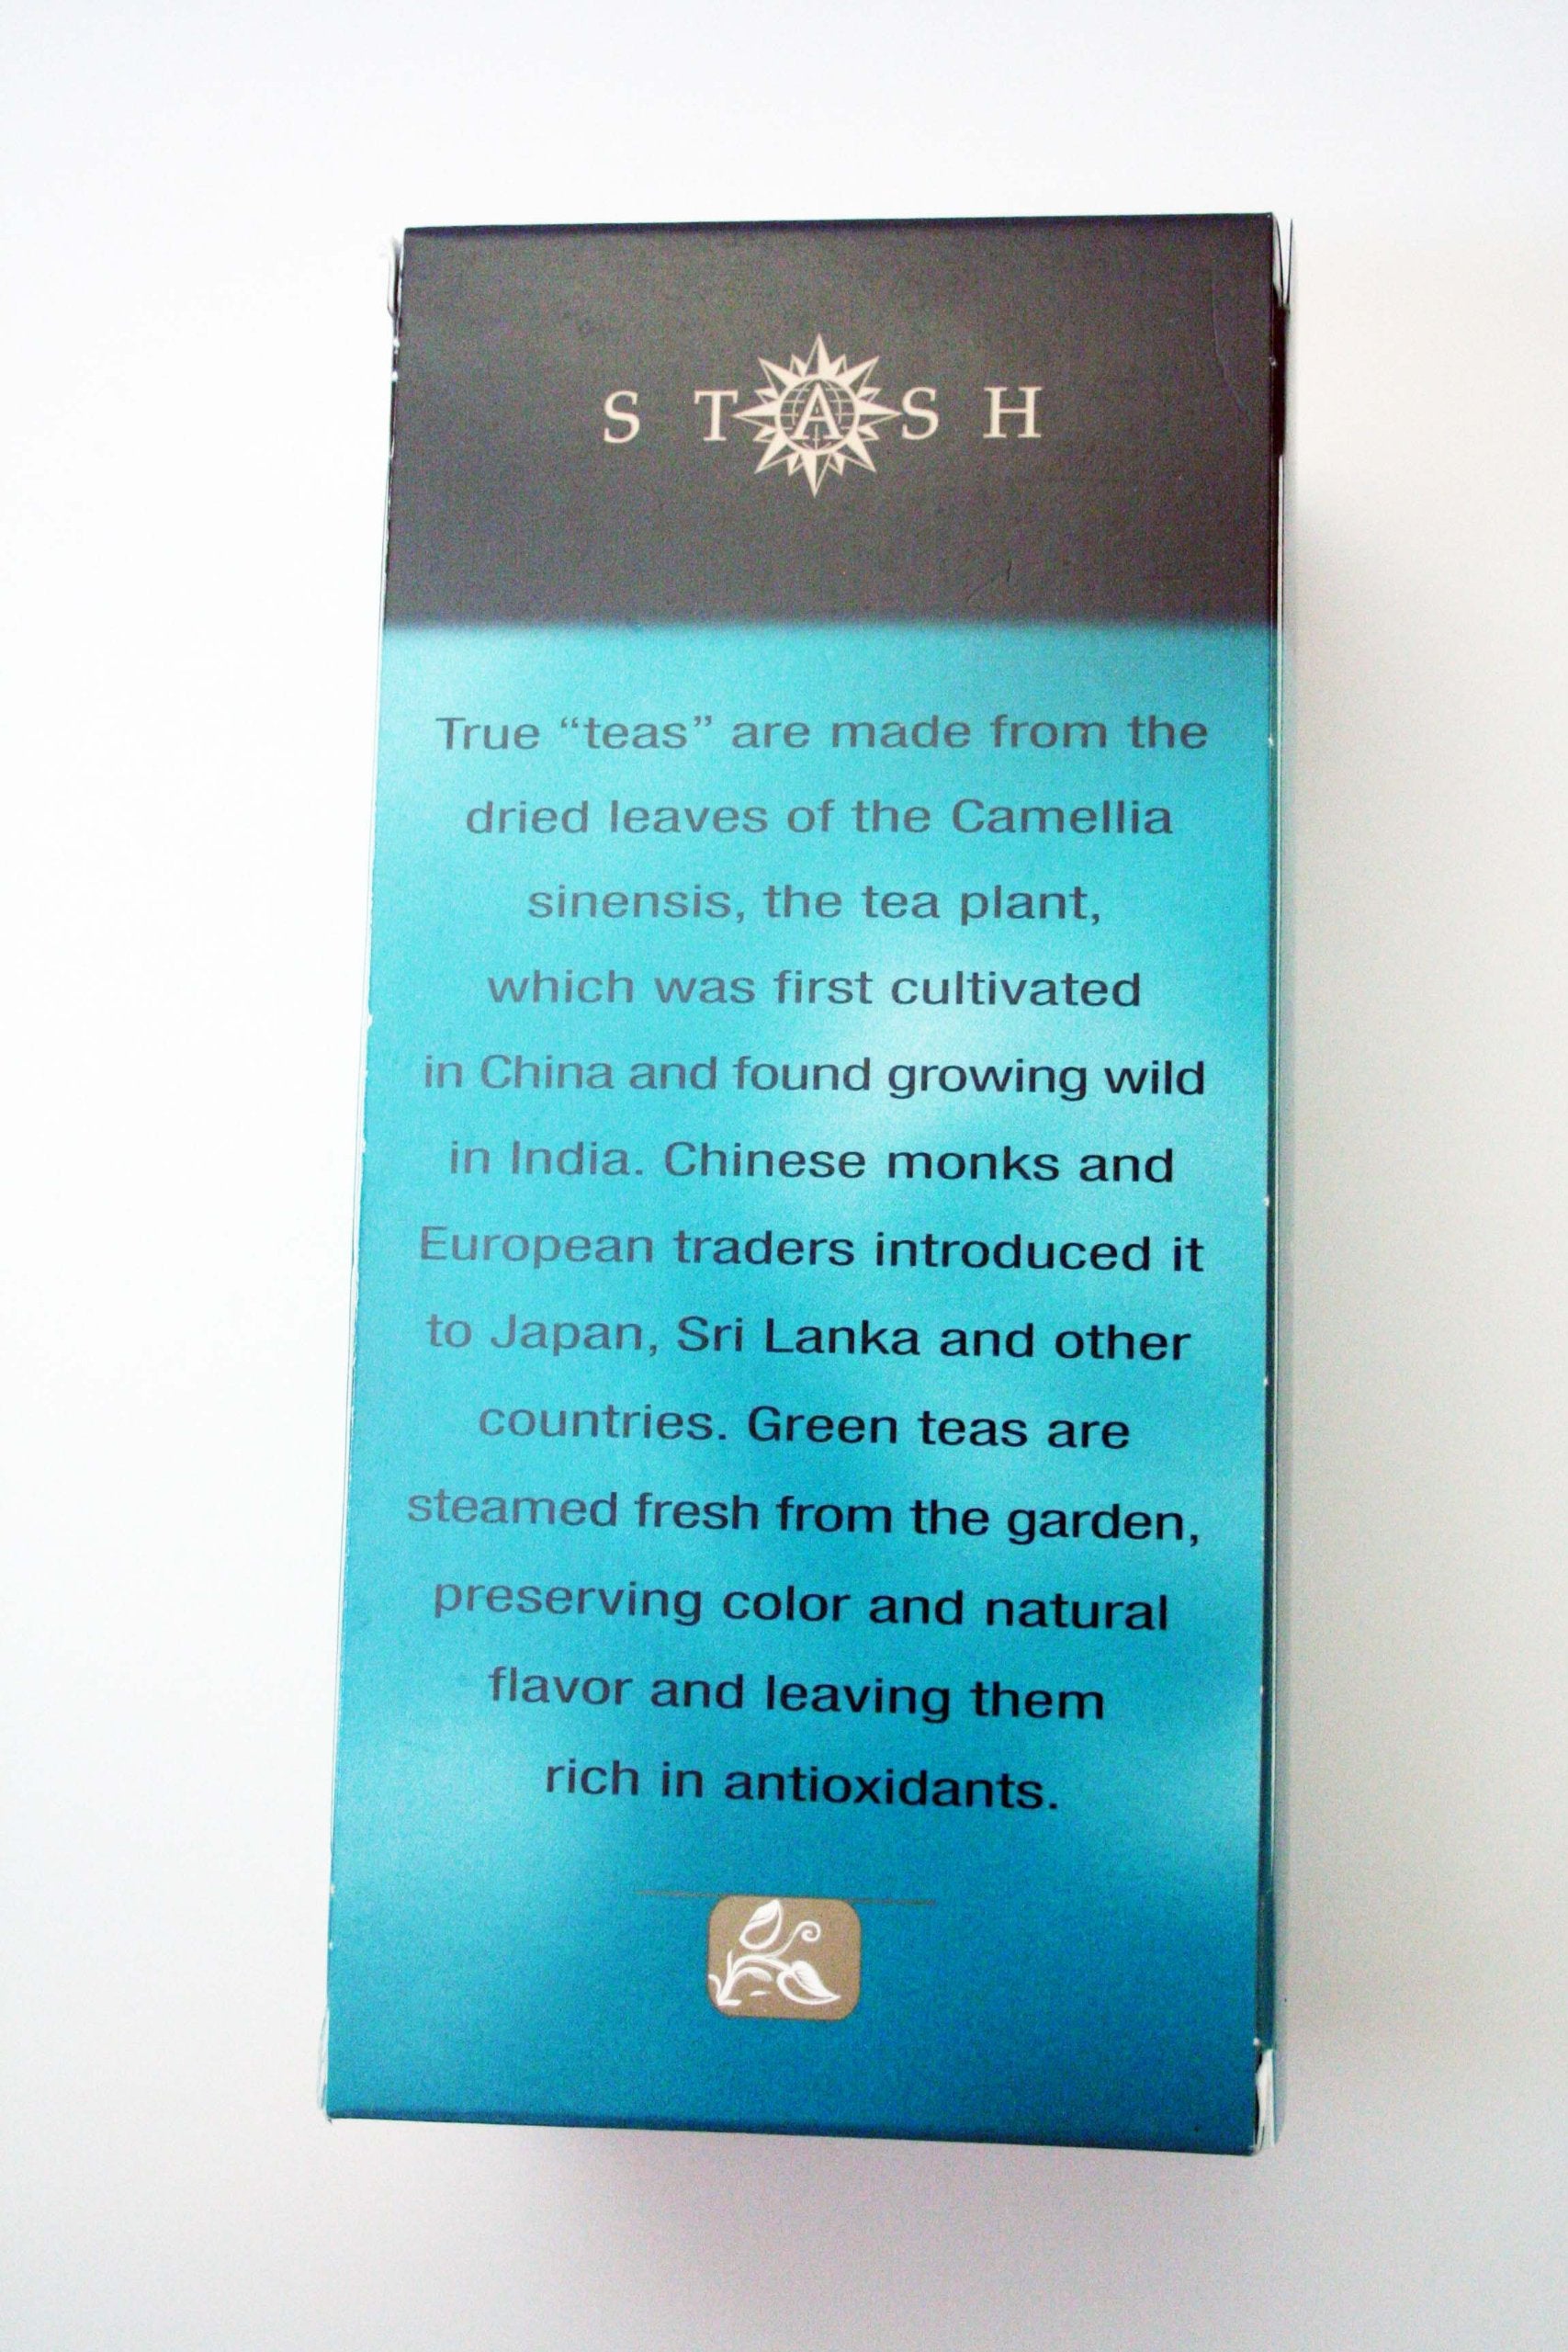 STASH
True “teas” are made from the
dried leaves of the Camellia
sinensis, the tea plant,
which was first cultivated
in China and found growing wild
in India. Chinese monks and
European traders introduced it
to Japan, Sri Lanka and other
countries. Green teas are
steamed fresh from the garden,
preserving color and natural
flavor and leaving them
rich in antioxidants.